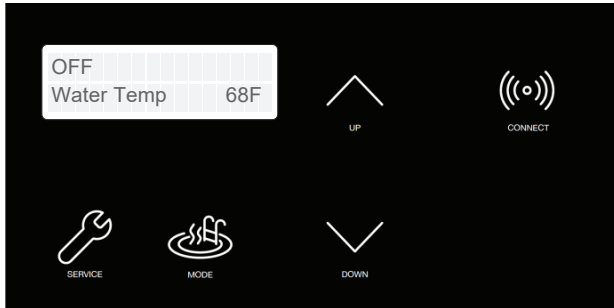 OFF
Water Temp 68F
UP
CONNECT
SERVICE
MODE
DOWN